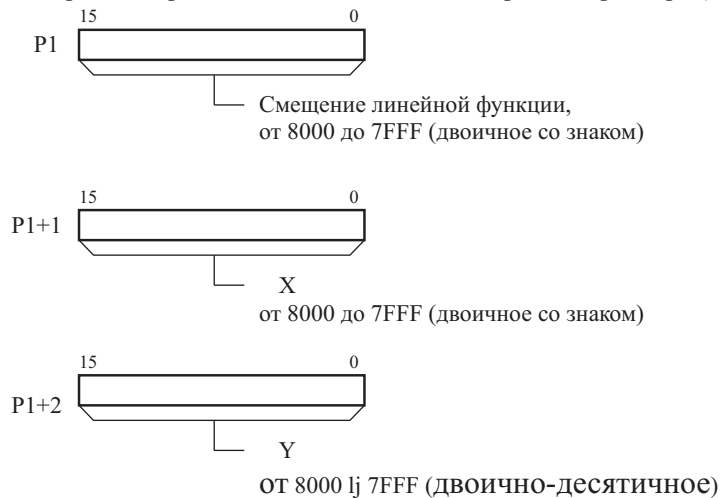 15 0
P1
Смещение линейной функции,
от 8000 до 7FFF (двоичное со знаком)
15 0
P1+1
X
от 8000 до 7FFF (двоичное со знаком)
15 0
P1+2
Y
от 8000 lj 7FFF (двоично-десятичное)